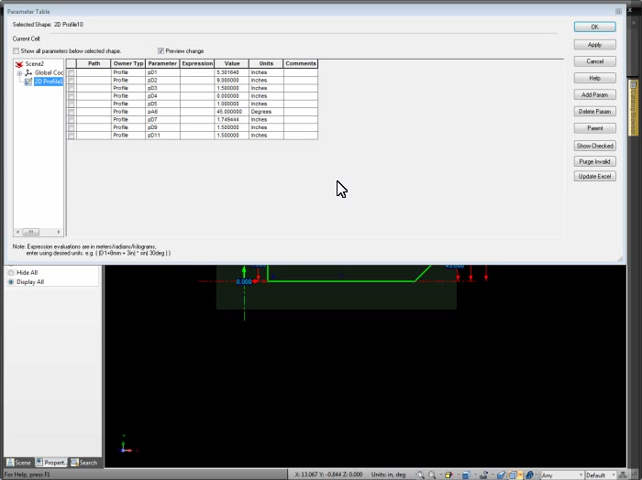 Parameter Table
Selected Shape: 2D Profile10
Current Cell:
Show all parameters below selected shape. Preview change
Scene2
Global Coo
2D Profile
Path Owner Typ Parameter Expression Value Units Comments
Profile pD1 5.381640 Inches
Profile pD2 9.000000 Inches
Profile pD3 1.500000 Inches
Profile pD4 0.000000 Inches
Profile pD5 1.000000 Inches
Profile pA6 45.000000 Degrees
Profile pD7 1.749444 Inches
Profile pD9 1.500000 Inches
Profile pD11 1.500000 Inches
OK
Apply
Cancel
Help
Add Param
Delete Param
Parent
Show Checked
Purge Invalid
Update Excel
Note: Expression evaluations are in meters/radians/kilograms,
enter using desired units. e.g. ( (D1+8mm + 3in) * sin( 30deg ) )
Hide All
Display All
0.000
Catalog Browser
Scene Propert... Search
For Help, press F1
X: 13.067 Y: -0.844 Z: 0.000 Units: in, deg Any Default